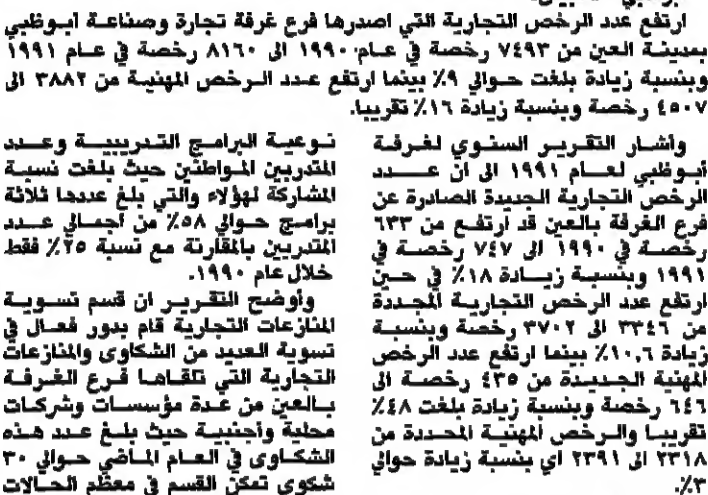 ارتفع عدد الرخص التجارية التي اصدرها فرع غرفة تجارة وصناعة ابوظبي
بمدينة العين من ٧٤٩٣ رخصة في عام ١٩٩٠ الى ٨١٦٠ رخصة في عام ١٩٩١
وبنسبة زيادة بلغت حوالي ٩٪ بينما ارتفع عدد الرخص المهنية من ٣٨٨٢ الى
٤٥٠٧ رخصة وبنسبة زيادة ١٦٪ تقريبا.
وأشار التقرير السنوي لغرفة
أبوظبي لعام ١٩٩١ الى ان عدد
الرخص التجارية الجديدة الصادرة عن
فرع الغرفة بالعين قد ارتفع من ٦٣٣
رخصة في ١٩٩٠ الى ٧٤٧ رخصة في
١٩٩١ وبنسبة زيادة ١٨٪ في حين
ارتفع عدد الرخص التجارية المجددة
من ٣٣٤٦ الى ٣٧٠٢ رخصة وبنسبة
زيادة ١٠,٦٪ بينما ارتفع عدد الرخص
المهنية الجديدة من ٤٣٥ رخصة الى
٦٤٦ رخصة وبنسبة زيادة بلغت ٤٨٪
تقريبا والرخص المهنية المحددة من
٢٣١٨ الى ٢٣٩١ اي بنسبة زيادة حوالي
٣٪.
نوعية البرامج التدريبية وعدد
المتدربين المواطنين حيث بلغت نسبة
المشاركة لهؤلاء والتي بلغ عددها ثلاثة
برامج حوالي ٥٨٪ من أجمالي عدد
المتدربين بالمقارنة مع نسبة ٢٥٪ فقط
خلال عام ١٩٩٠.
وأوضح التقرير ان قسم تسوية
المنازعات التجارية قام بدور فعال في
تسوية العديد من الشكاوى والمنازعات
التجارية التي تلقاها فرع الغرفة
بالعين من عدة مؤسسات وشركات
محلية وأجنبية حيث بلغ عدد هذه
الشكاوى في العام الماضي حوالي ٣٠
شكوى تمكن القسم في معظم الحالات